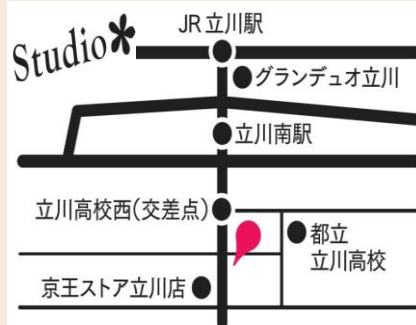 JR立川駅
Studio*
グランデュオ立川
立川南駅
立川高校西(交差点)
都立
立川高校
京王ストア立川店